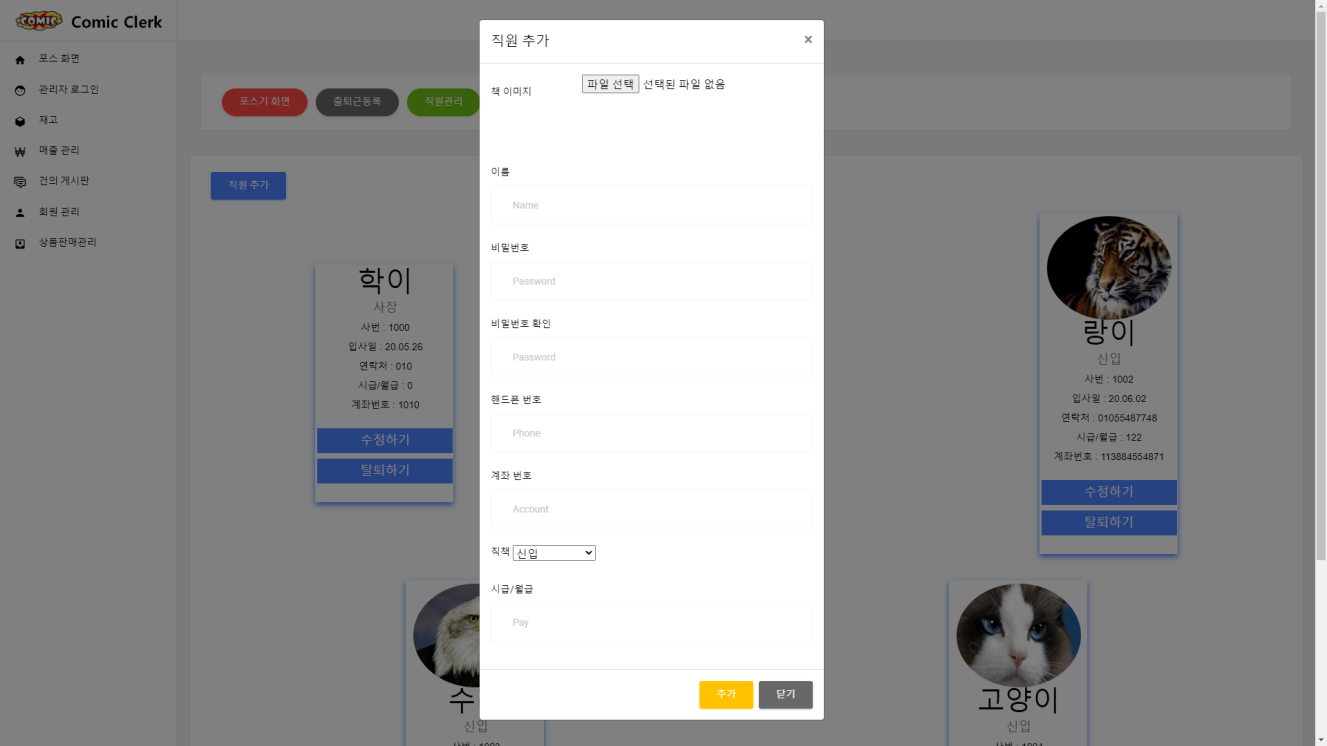 COMIC Comic Clerk
포스 화면
관리자 로그인
재고
매출 관리
건의 게시판
회원 관리
상품판매관리
포스기 화면 출퇴근등록 직원관리
직원 추가
학이
사장
사번 : 1000
입사일 : 20.05.26
연락처 : 010
시급/월급 : 0
계좌번호 : 1010
수정하기
탈퇴하기
직원 추가 ×
책 이미지 파일 선택 선택된 파일 없음
이름
Name
비밀번호
Password
비밀번호 확인
Password
핸드폰 번호
Phone
계좌 번호
Account
직책 신입
시급/월급
Pay
추가 닫기
랑이
신입
사번 : 1002
입사일 : 20.06.02
연락처 : 01055487748
시급/월급 : 122
계좌번호 : 113884554871
수정하기
탈퇴하기
수
신입
고양이
신입
사번 : 1004